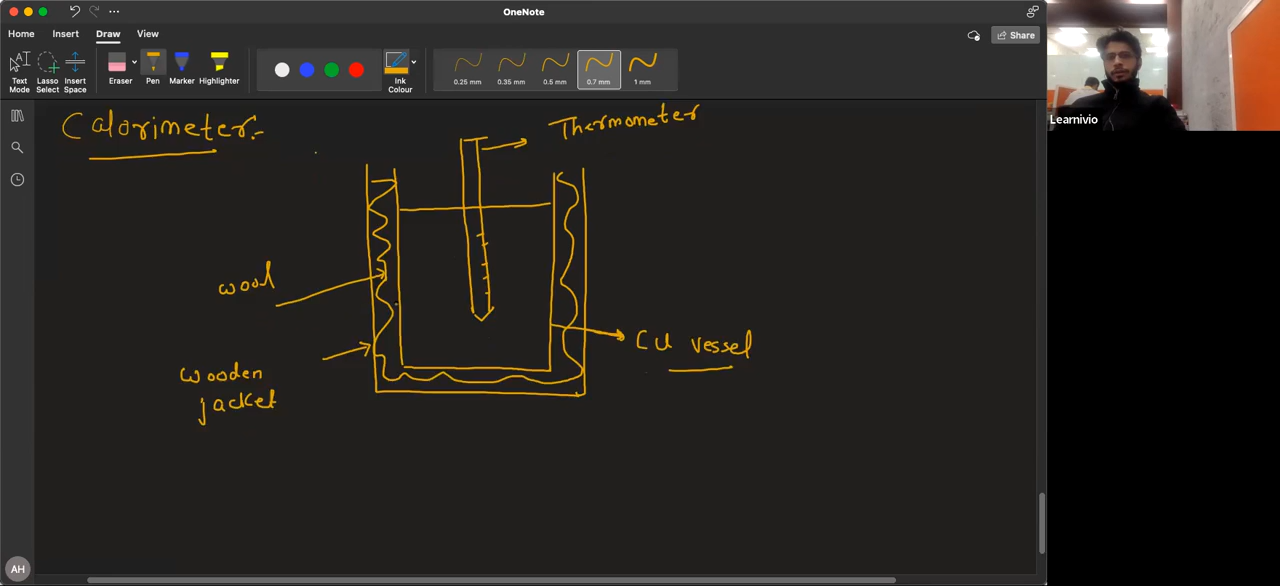 OneNote
Home Insert Draw View
Share
Text Mode
Lasso Select
Insert Space
Eraser
Pen
Marker
Highlighter
Ink Colour
0.25 mm
0.35 mm
0.5 mm
0.7 mm
1 mm
Learnivio
Calorimeter:-
Thermometer
wool
Cu vessel
wooden
jacket
AH